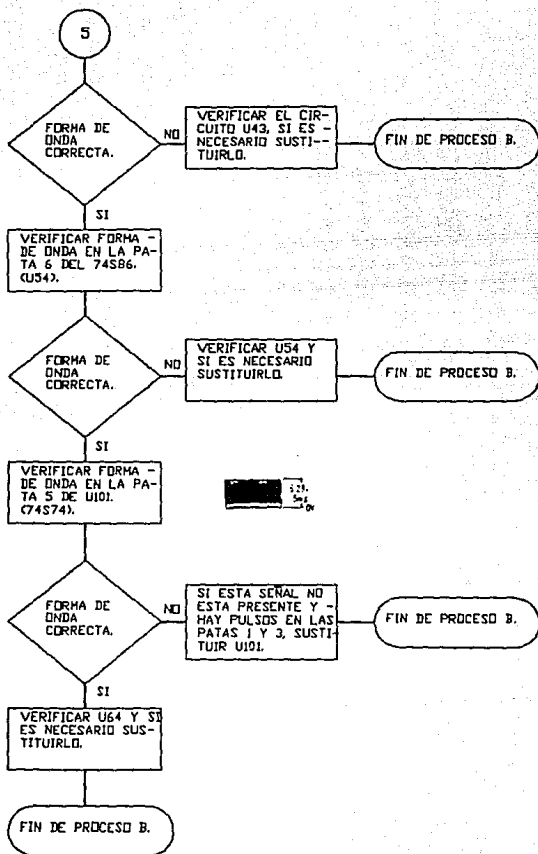 5
FORMA DE
ONDA
CORRECTA.
NO
VERIFICAR EL CIR-
CUITO U43, SI ES -
NECESARIO SUSTI--
TUIRLO.
FIN DE PROCESO B.
SI
VERIFICAR FORMA -
DE ONDA EN LA PA-
TA 6 DEL 74S86.
(U54).
FORMA DE
ONDA
CORRECTA.
NO
VERIFICAR U54 Y
SI ES NECESARIO
SUSTITUIRLO.
FIN DE PROCESO B.
SI
VERIFICAR FORMA -
DE ONDA EN LA PA-
TA 5 DE U101.
(74S74).
0V
FORMA DE
ONDA
CORRECTA.
NO
SI ESTA SEÑAL NO
ESTA PRESENTE Y -
HAY PULSOS EN LAS
PATAS 1 Y 3, SUSTI-
TUIR U101.
FIN DE PROCESO B.
SI
VERIFICAR U64 Y SI
ES NECESARIO SUS-
TITUIRLO.
FIN DE PROCESO B.